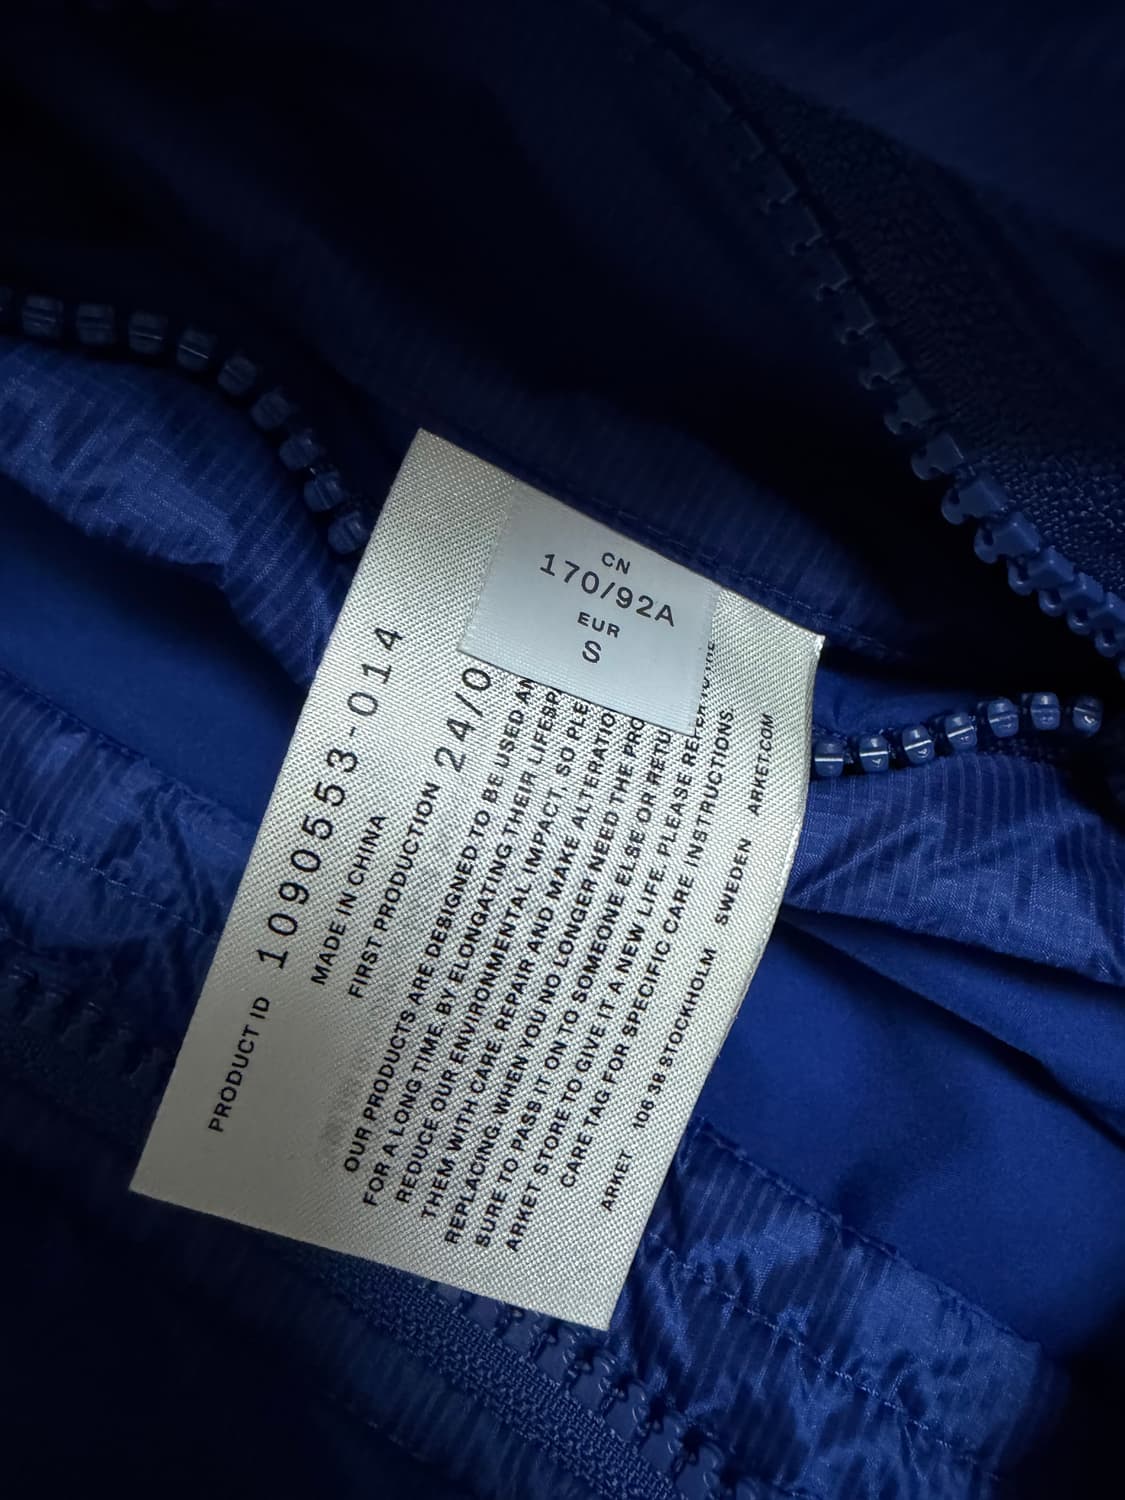 CN
170/92A
EUR
S
PRODUCT ID 1090553-014
MADE IN CHINA
FIRST PRODUCTION 24/0
OUR PRODUCTS ARE DESIGNED TO BE USED AN
FOR A LONG TIME. BY ELONGATING THEIR LIFESP
REDUCE OUR ENVIRONMENTAL IMPACT, SO PLE
THEM WITH CARE, REPAIR AND MAKE ALTERATIO
REPLACING. WHEN YOU NO LONGER NEED THE PRO
SURE TO PASS IT ON TO SOMEONE ELSE OR RETU
ARKET STORE TO GIVE IT A NEW LIFE. PLEASE REFER TO THE
CARE TAG FOR SPECIFIC CARE INSTRUCTIONS.
ARKET 106 38 STOCKHOLM SWEDEN ARKET.COM